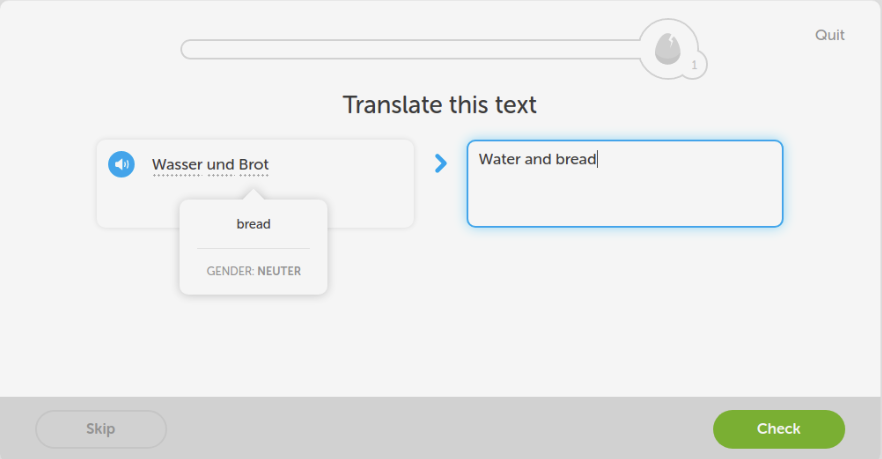 Quit
1
Translate this text
Wasser und Brot
Water and bread
bread
GENDER: NEUTER
Skip
Check